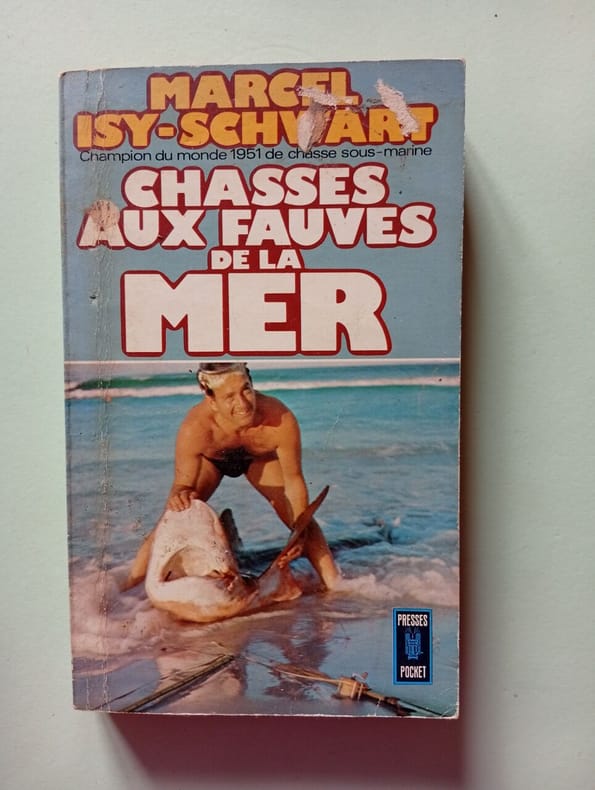 MARCEL
ISY-SCHWART
Champion du monde 1951 de chasse sous-marine
CHASSES
AUX FAUVES
DE LA
MER
PRESSES
POCKET